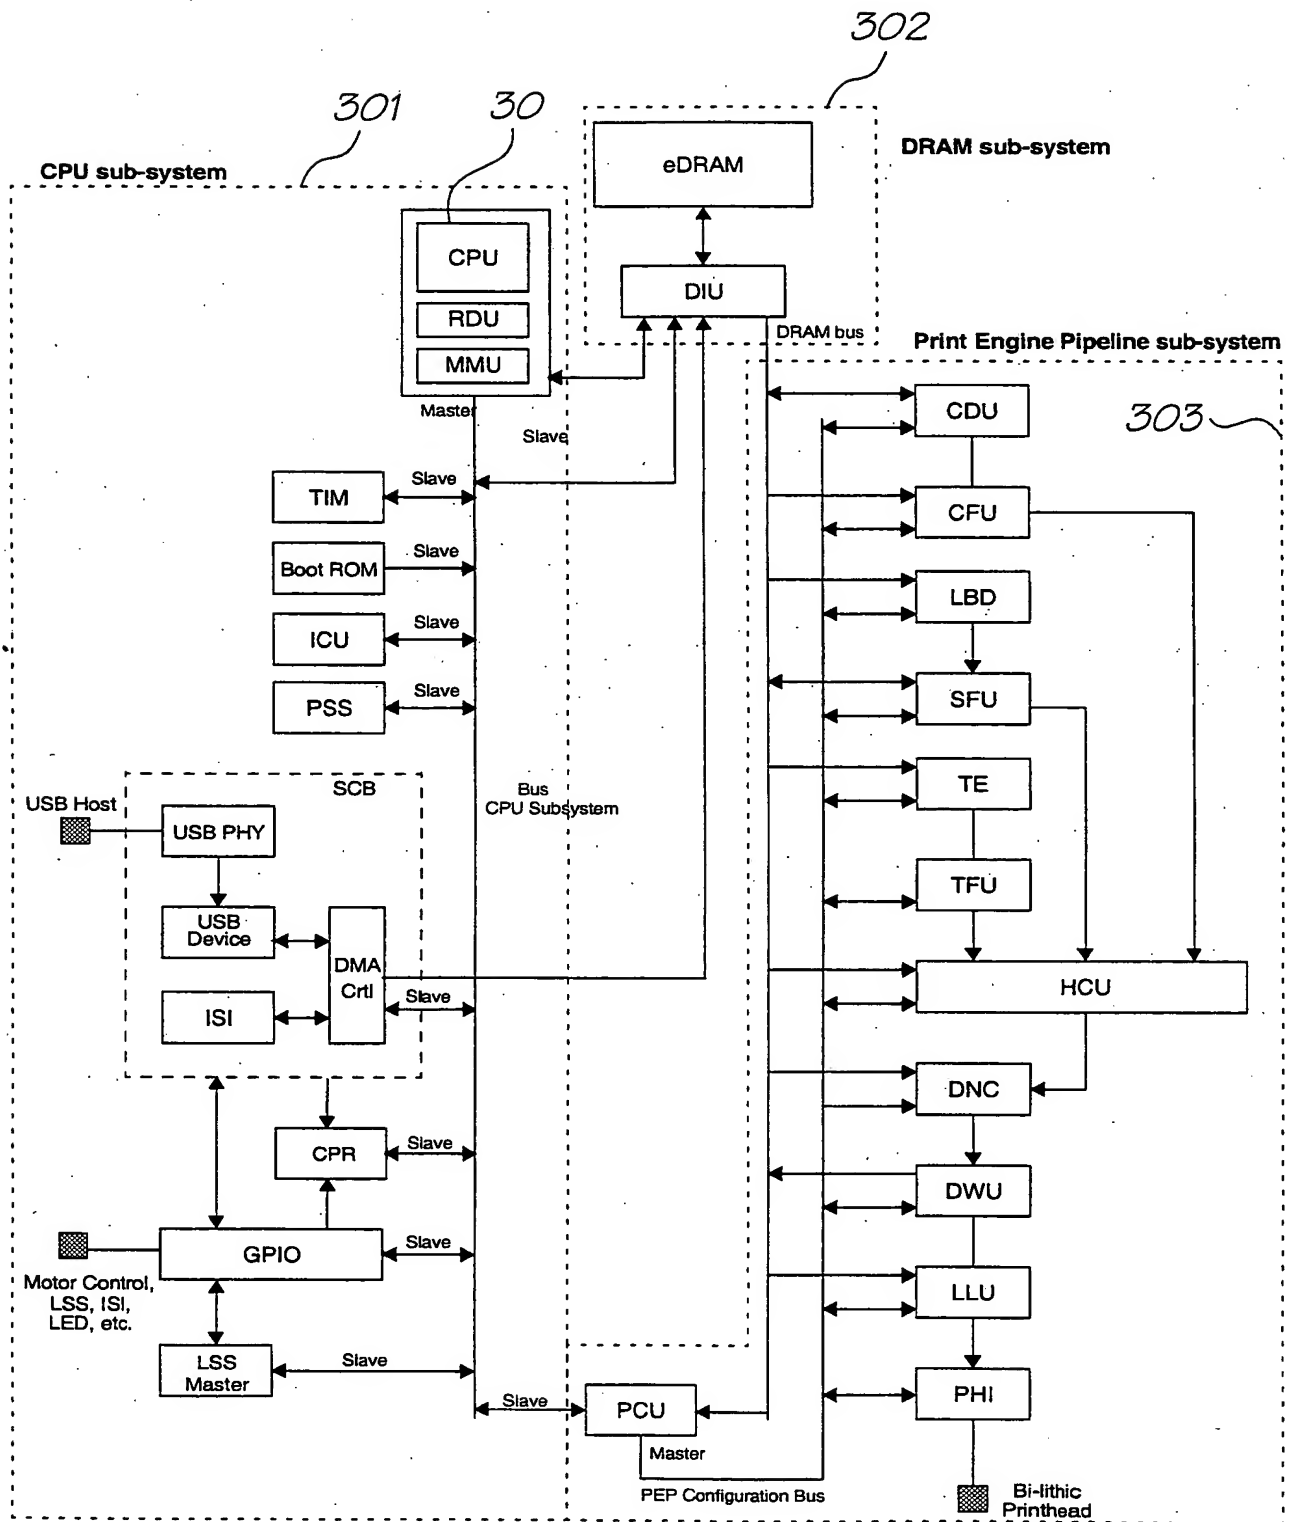 302
301
30
CPU sub-system
DRAM sub-system
eDRAM
CPU
RDU
MMU
DIU
DRAM bus
Print Engine Pipeline sub-system
303
Master
Slave
TIM
Slave
Boot ROM
Slave
ICU
Slave
PSS
Slave
SCB
USB Host
USB PHY
USB
Device
ISI
DMA
Crtl
Slave
Bus
CPU Subsystem
CPR
Slave
GPIO
Slave
Motor Control,
LSS, ISI,
LED, etc.
LSS
Master
Slave
Slave
PCU
Master
PEP Configuration Bus
CDU
CFU
LBD
SFU
TE
TFU
HCU
DNC
DWU
LLU
PHI
Bi-lithic
Printhead